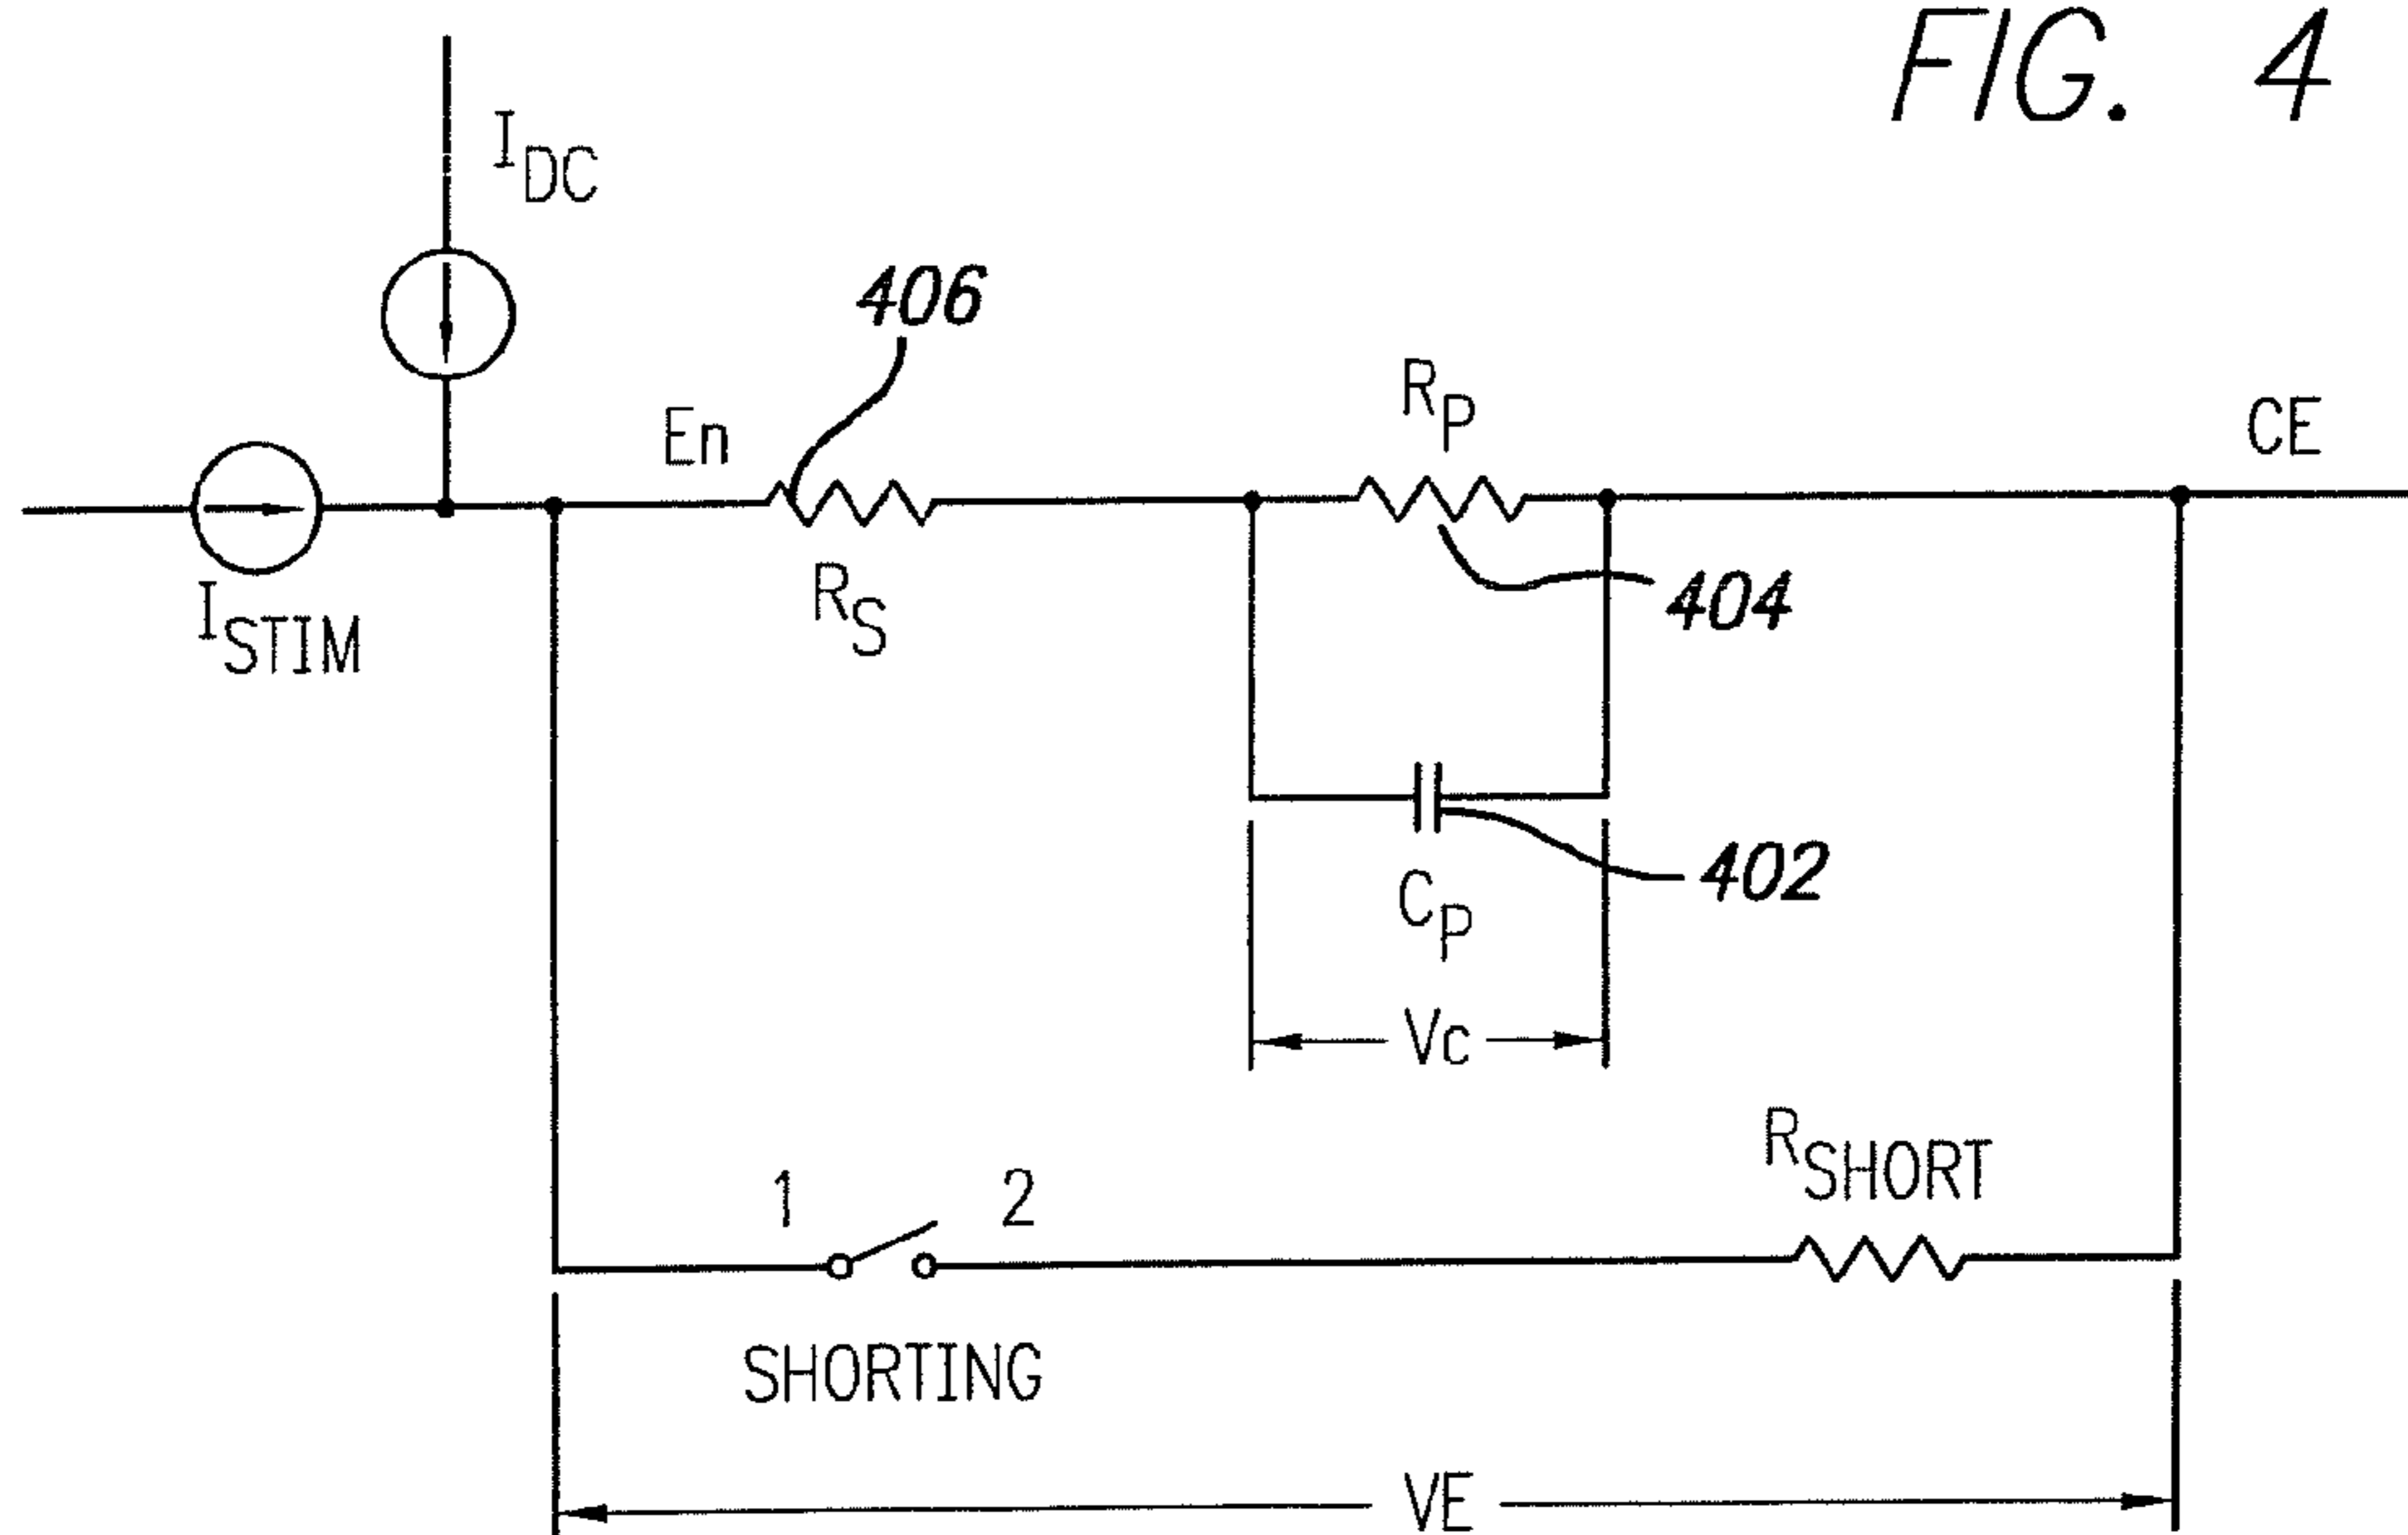 FIG. 4
I_DC
406
En
R_P
CE
I_STIM
R_S
404
402
C_P
Vc
R_SHORT
1 2
SHORTING
VE